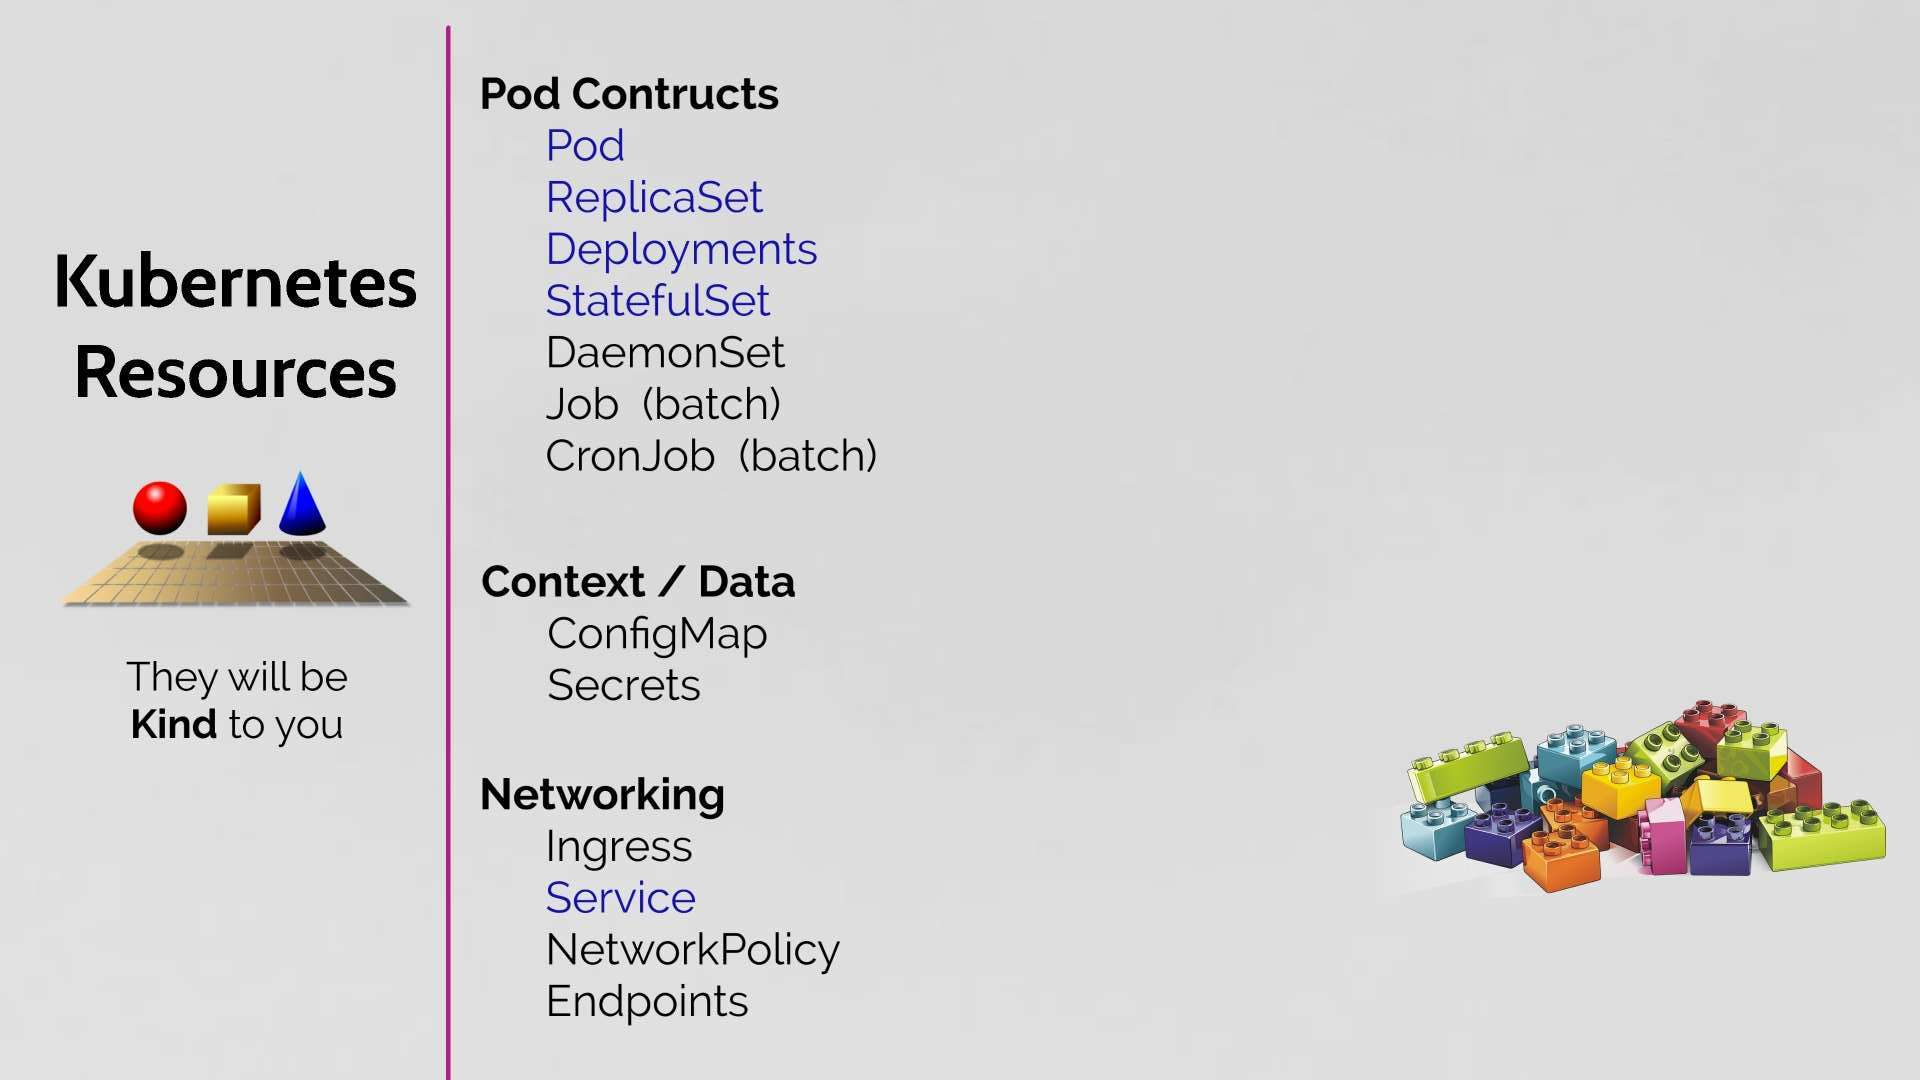 Kubernetes
Resources
They will be
Kind to you
Pod Contructs
Pod
ReplicaSet
Deployments
StatefulSet
DaemonSet
Job (batch)
CronJob (batch)
Context / Data
ConfigMap
Secrets
Networking
Ingress
Service
NetworkPolicy
Endpoints